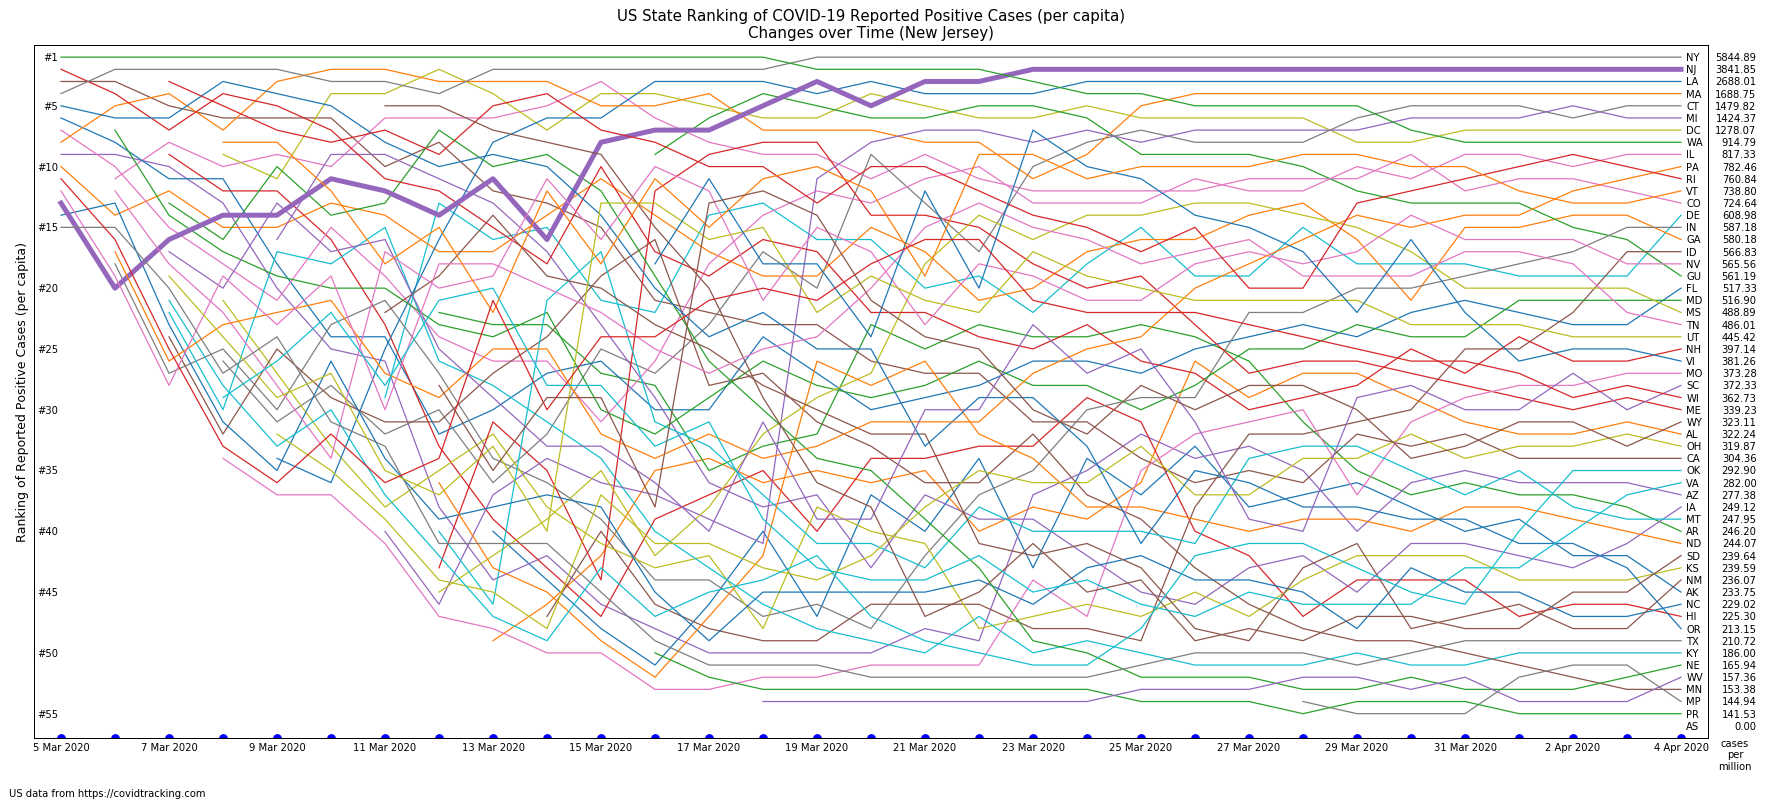 US State Ranking of COVID-19 Reported Positive Cases (per capita)
Changes over Time (New Jersey)
Ranking of Reported Positive Cases (per capita)
#1
#5
#10
#15
#20
#25
#30
#35
#40
#45
#50
#55
NY 5844.89
NJ 3841.85
LA 2688.01
MA 1688.75
CT 1479.82
MI 1424.37
DC 1278.07
WA 914.79
IL 817.33
PA 782.46
RI 760.84
VT 738.80
CO 724.64
DE 608.98
IN 587.18
GA 580.18
ID 566.83
NV 565.56
GU 561.19
FL 517.33
MD 516.90
MS 488.89
TN 486.01
UT 445.42
NH 397.14
VI 381.26
MO 373.28
SC 372.33
WI 362.73
ME 339.23
WY 323.11
AL 322.24
OH 319.87
CA 304.36
OK 292.90
VA 282.00
AZ 277.38
IA 249.12
MT 247.95
AR 246.20
ND 244.07
SD 239.64
KS 239.59
NM 236.07
AK 233.75
NC 229.02
HI 225.30
OR 213.15
TX 210.72
KY 186.00
NE 165.94
WV 157.36
MN 153.38
MP 144.94
PR 141.53
AS 0.00
5 Mar 2020 7 Mar 2020 9 Mar 2020 11 Mar 2020 13 Mar 2020 15 Mar 2020 17 Mar 2020 19 Mar 2020 21 Mar 2020 23 Mar 2020 25 Mar 2020 27 Mar 2020 29 Mar 2020 31 Mar 2020 2 Apr 2020 4 Apr 2020
cases
per
million
US data from https://covidtracking.com